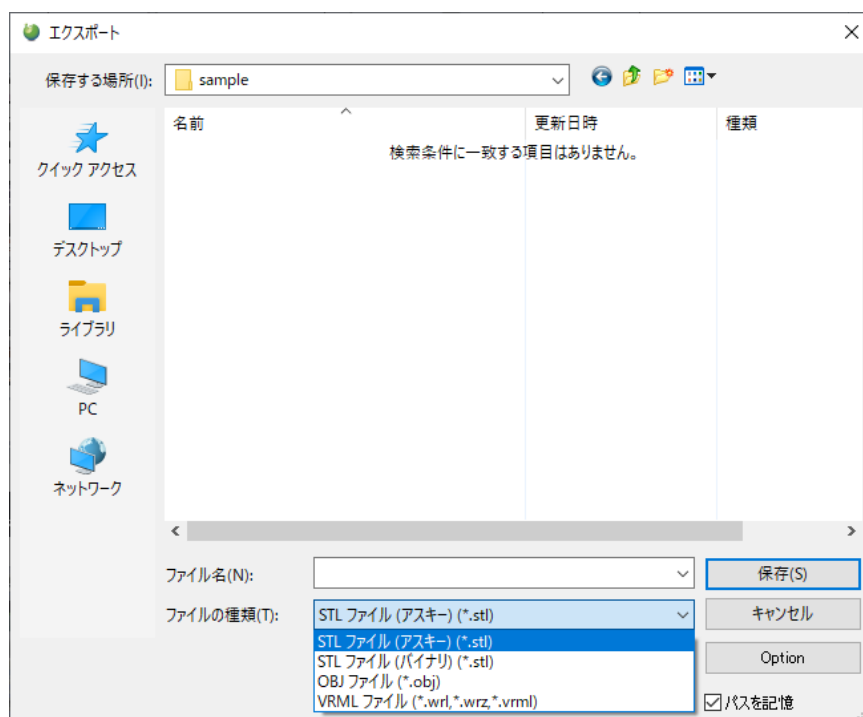 エクスポート
保存する場所(I): sample
名前 更新日時 種類
検索条件に一致する項目はありません。
クイック アクセス
デスクトップ
ライブラリ
PC
ネットワーク
ファイル名(N): 保存(S)
ファイルの種類(T): STL ファイル (アスキー) (*.stl) キャンセル
STL ファイル (アスキー) (*.stl)
STL ファイル (バイナリ) (*.stl)
Option
OBJ ファイル (*.obj)
VRML ファイル (*.wrl,*.wrz,*.vrml)
パスを記憶